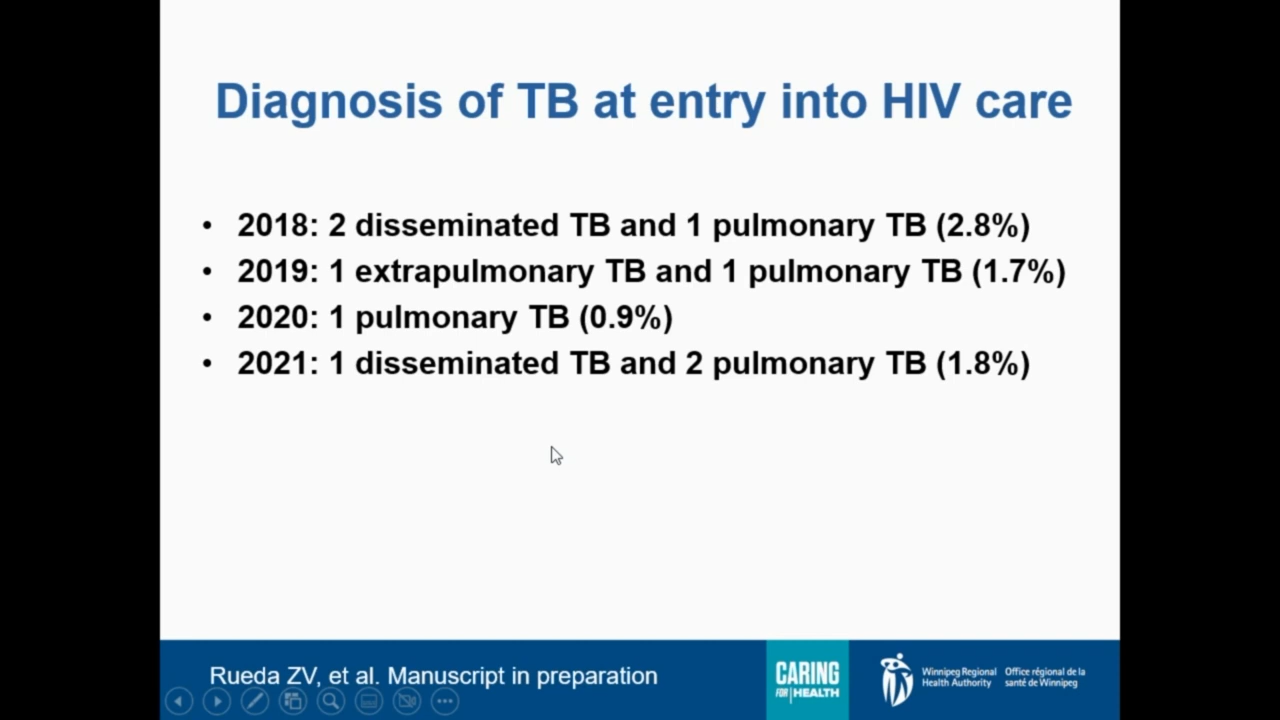 Diagnosis of TB at entry into HIV care
• 2018: 2 disseminated TB and 1 pulmonary TB (2.8%)
• 2019: 1 extrapulmonary TB and 1 pulmonary TB (1.7%)
• 2020: 1 pulmonary TB (0.9%)
• 2021: 1 disseminated TB and 2 pulmonary TB (1.8%)
Rueda ZV, et al. Manuscript in preparation
CARING
FOR HEALTH
Winnipeg Regional
Health Authority
Office régional de la
santé de Winnipeg